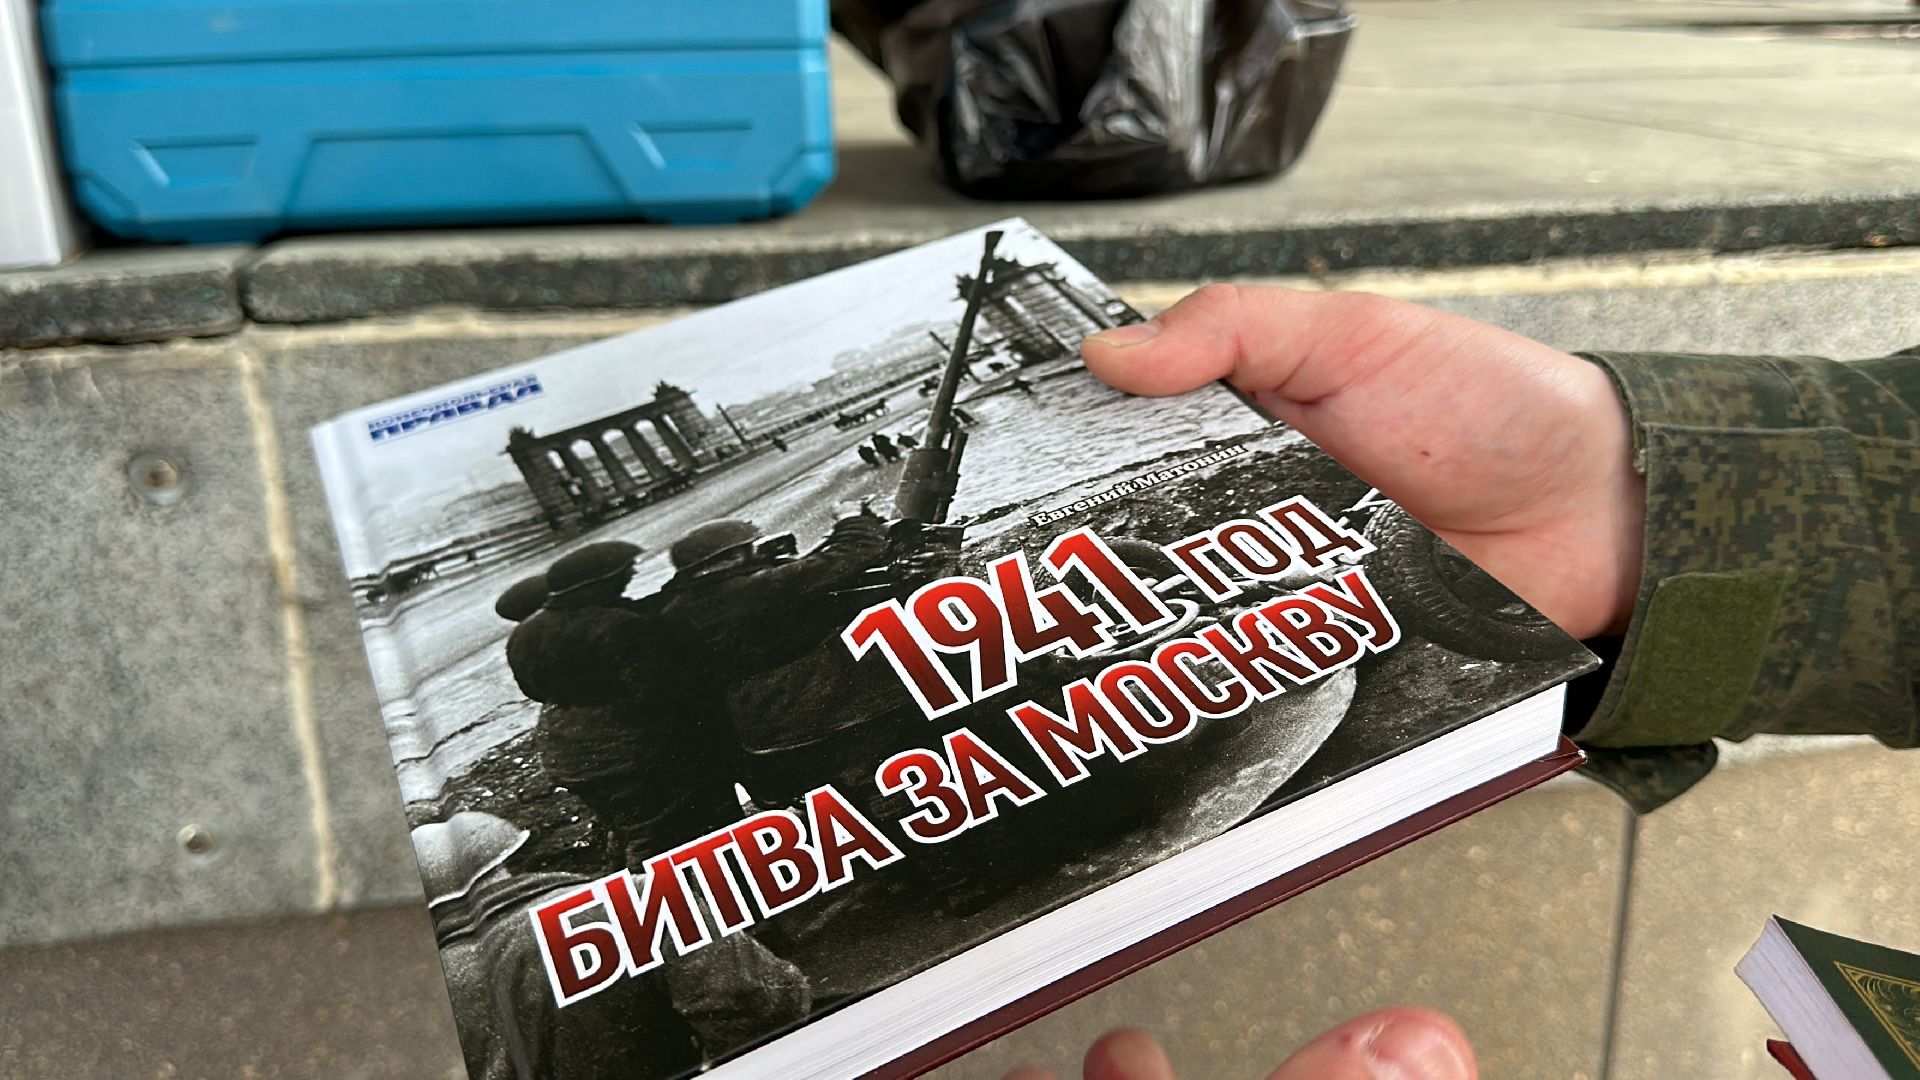 КОМСОМОЛЬСКАЯ
ПРАВДА
Евгений Матонин
1941 ГОД
БИТВА ЗА МОСКВУ